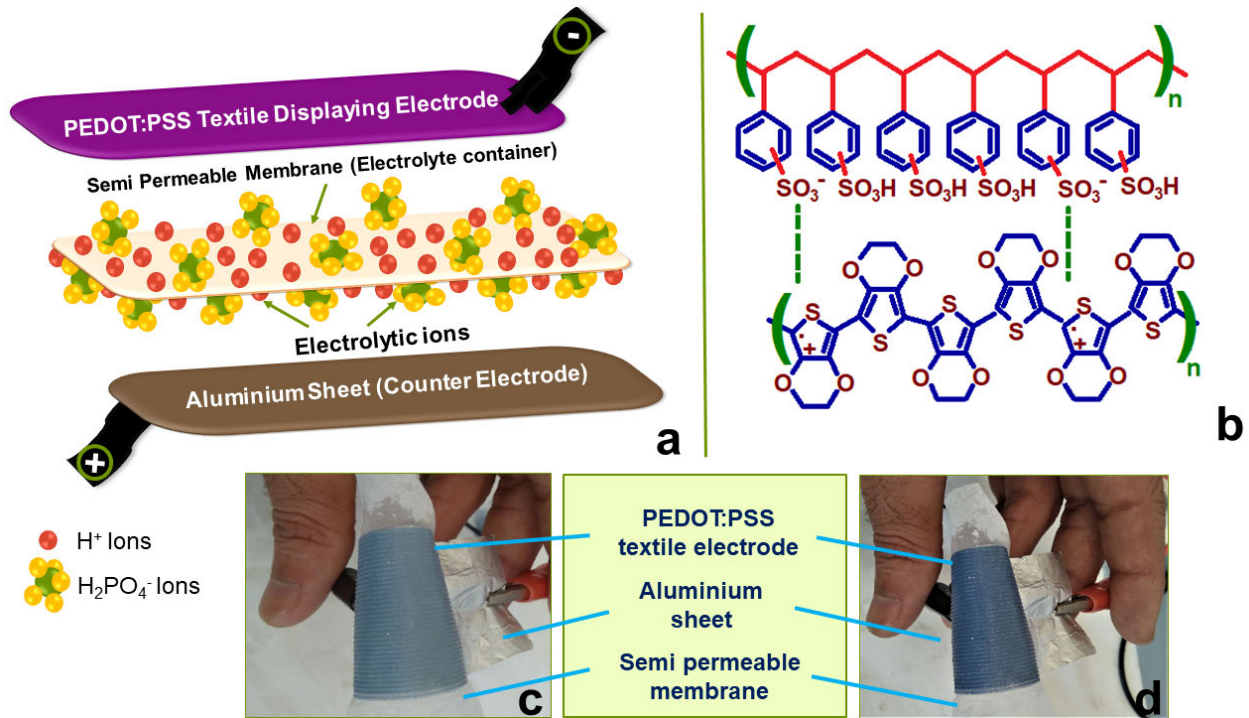 -
PEDOT:PSS Textile Displaying Electrode
Semi Permeable Membrane (Electrolyte container)
Electrolytic ions
Aluminium Sheet (Counter Electrode)
+
a
( ) n
SO₃⁻ SO₃H SO₃H SO₃H SO₃⁻ SO₃H
O O O O O O
S S S S S S
·+ ·+
O O O O O O
( ) n
b
H⁺ Ions
H₂PO₄⁻ Ions
c
PEDOT:PSS
textile electrode
Aluminium
sheet
Semi permeable
membrane
d